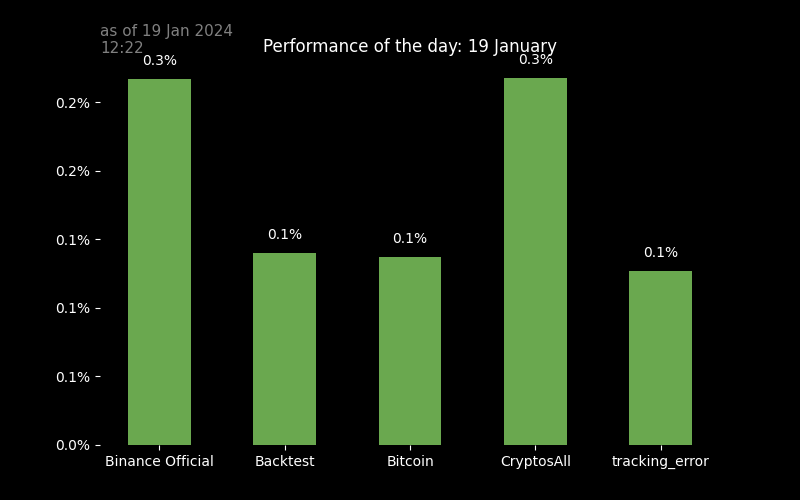 as of 19 Jan 2024
12:22
Performance of the day: 19 January
0.3%
0.3%
0.2%
0.2%
0.1%
0.1%
0.1%
0.1%
0.1%
0.1%
0.0%
Binance Official
Backtest
Bitcoin
CryptosAll
tracking_error